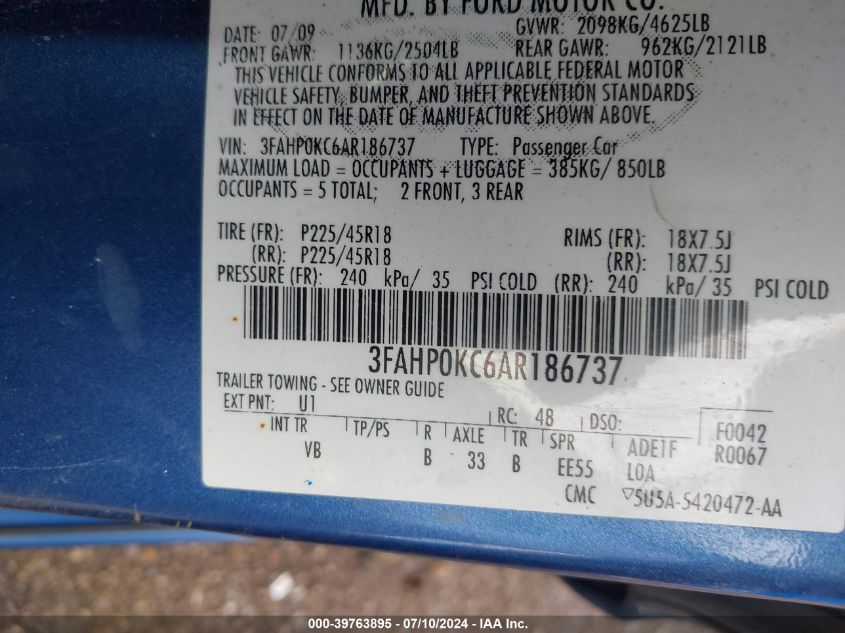 MFD. BY FORD MOTOR CO.
DATE: 07/09 GVWR: 2098KG/4625LB
FRONT GAWR: 1136KG/2504LB REAR GAWR: 962KG/2121LB
THIS VEHICLE CONFORMS TO ALL APPLICABLE FEDERAL MOTOR
VEHICLE SAFETY, BUMPER, AND THEFT PREVENTION STANDARDS
IN EFFECT ON THE DATE OF MANUFACTURE SHOWN ABOVE.
VIN: 3FAHP0KC6AR186737 TYPE: Passenger Car
MAXIMUM LOAD = OCCUPANTS + LUGGAGE = 385KG/ 850LB
OCCUPANTS = 5 TOTAL; 2 FRONT, 3 REAR
TIRE (FR): P225/45R18 RIMS (FR): 18X7.5J
(RR): P225/45R18 (RR): 18X7.5J
PRESSURE (FR): 240 kPa/ 35 PSI COLD (RR): 240 kPa/ 35 PSI COLD
3FAHP0KC6AR186737
TRAILER TOWING - SEE OWNER GUIDE
EXT PNT: U1 RC: 48 DSO: F0042
INT TR TP/PS R AXLE TR SPR ADE1F R0067
VB B 33 B EE55 L0A
CMC 5U5A-5420472-AA
000-39763895 - 07/10/2024 - IAA Inc.